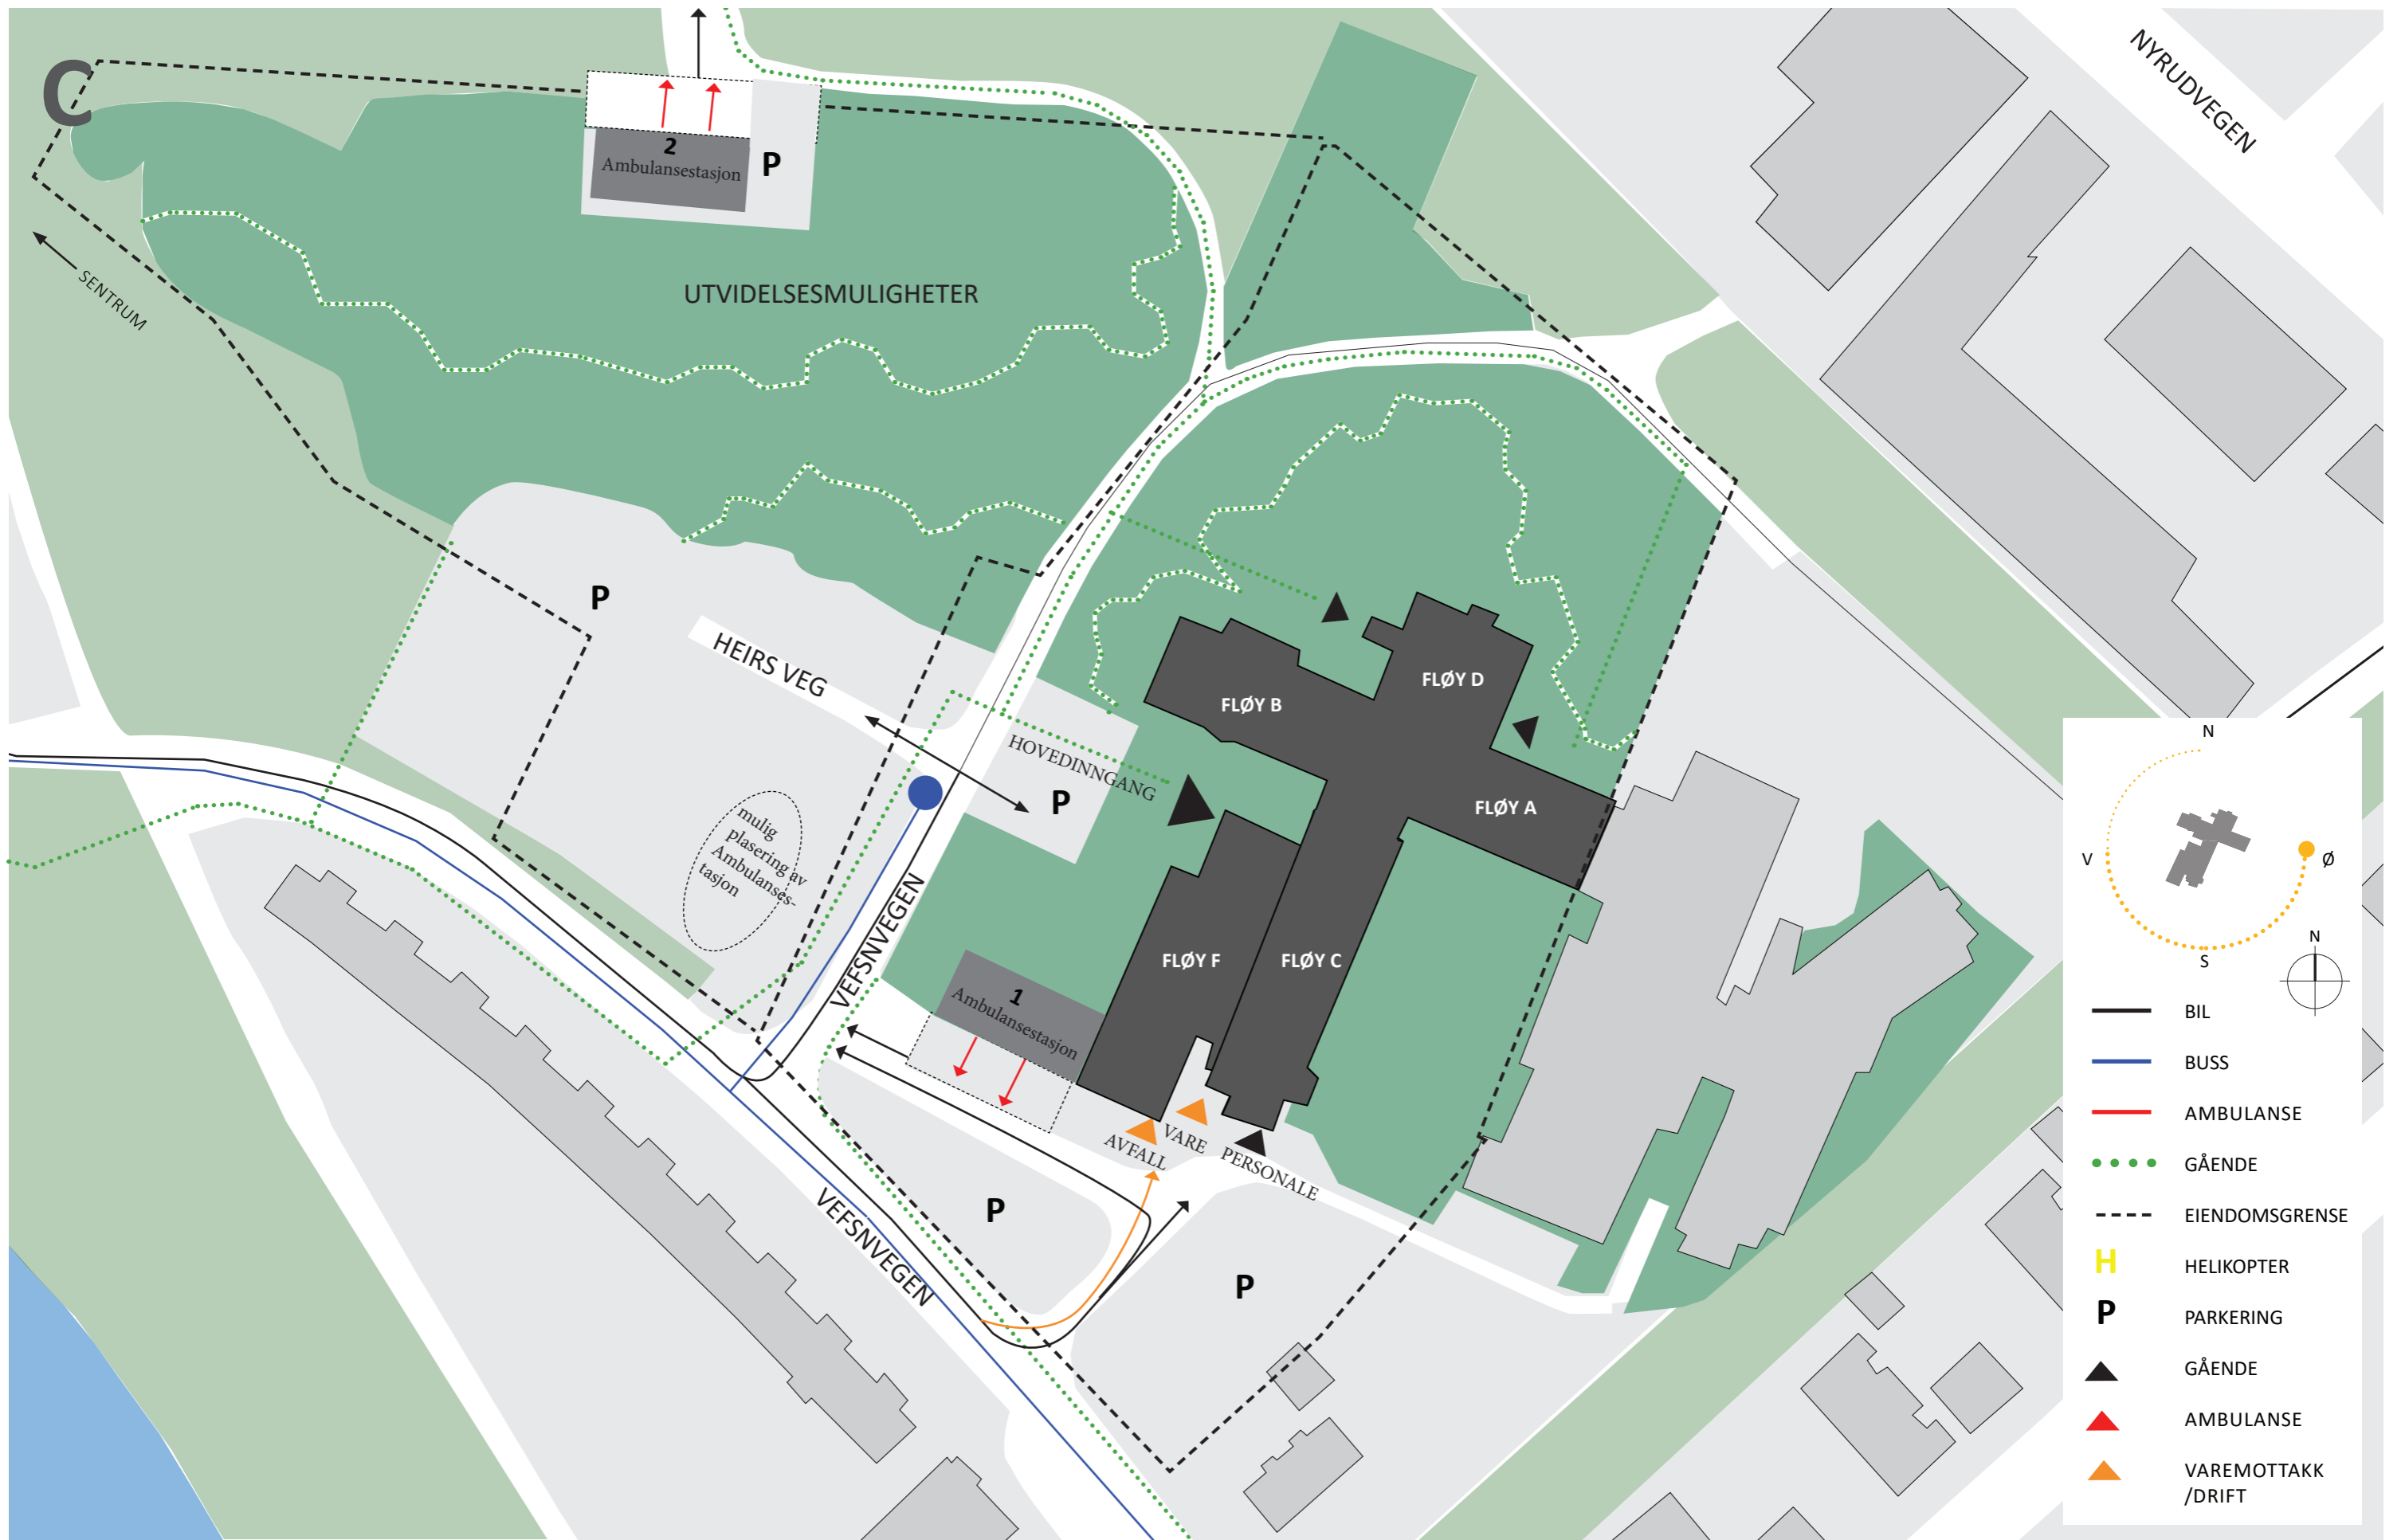 C
NYRUDVEGEN
2
Ambulansestasjon
P
SENTRUM
UTVIDELSESMULIGHETER
P
HEIRS VEG
HOVEDINNGANG
P
FLØY B
FLØY D
FLØY A
FLØY F
FLØY C
mulig
plasering av
Ambulanses-
tasjon
VEFSNVEGEN
1
Ambulansestasjon
AVFALL
VARE
PERSONALE
P
P
VEFSNVEGEN
N
V
Ø
S
N
BIL
BUSS
AMBULANSE
GÅENDE
EIENDOMSGRENSE
H HELIKOPTER
P PARKERING
GÅENDE
AMBULANSE
VAREMOTTAKK
/DRIFT